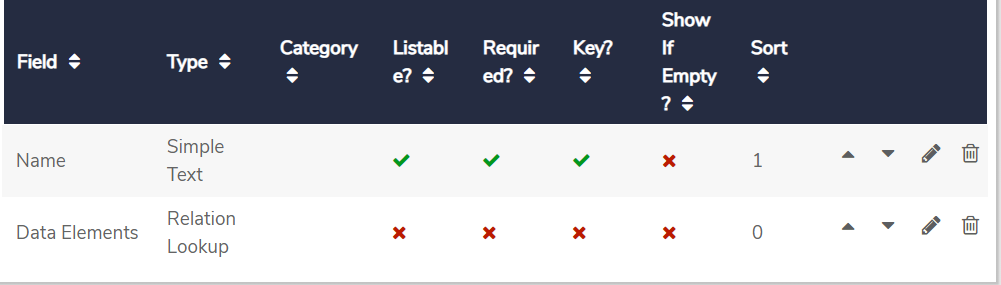 Field Type Category Listabl
e? Requir
ed? Key? Show
If
Empty
? Sort
Name Simple
Text 1
Data Elements Relation
Lookup 0